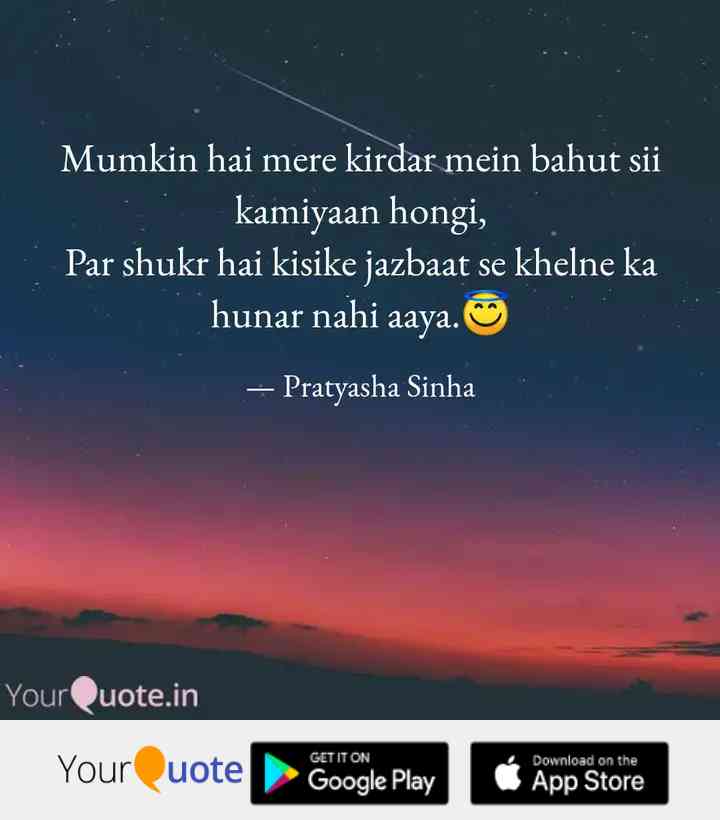 Mumkin hai mere kirdar mein bahut sii
kamiyaan hongi,
Par shukr hai kisike jazbaat se khelne ka
hunar nahi aaya.😇
— Pratyasha Sinha
YourQuote.in
YourQuote
GET IT ON
Google Play
Download on the
App Store